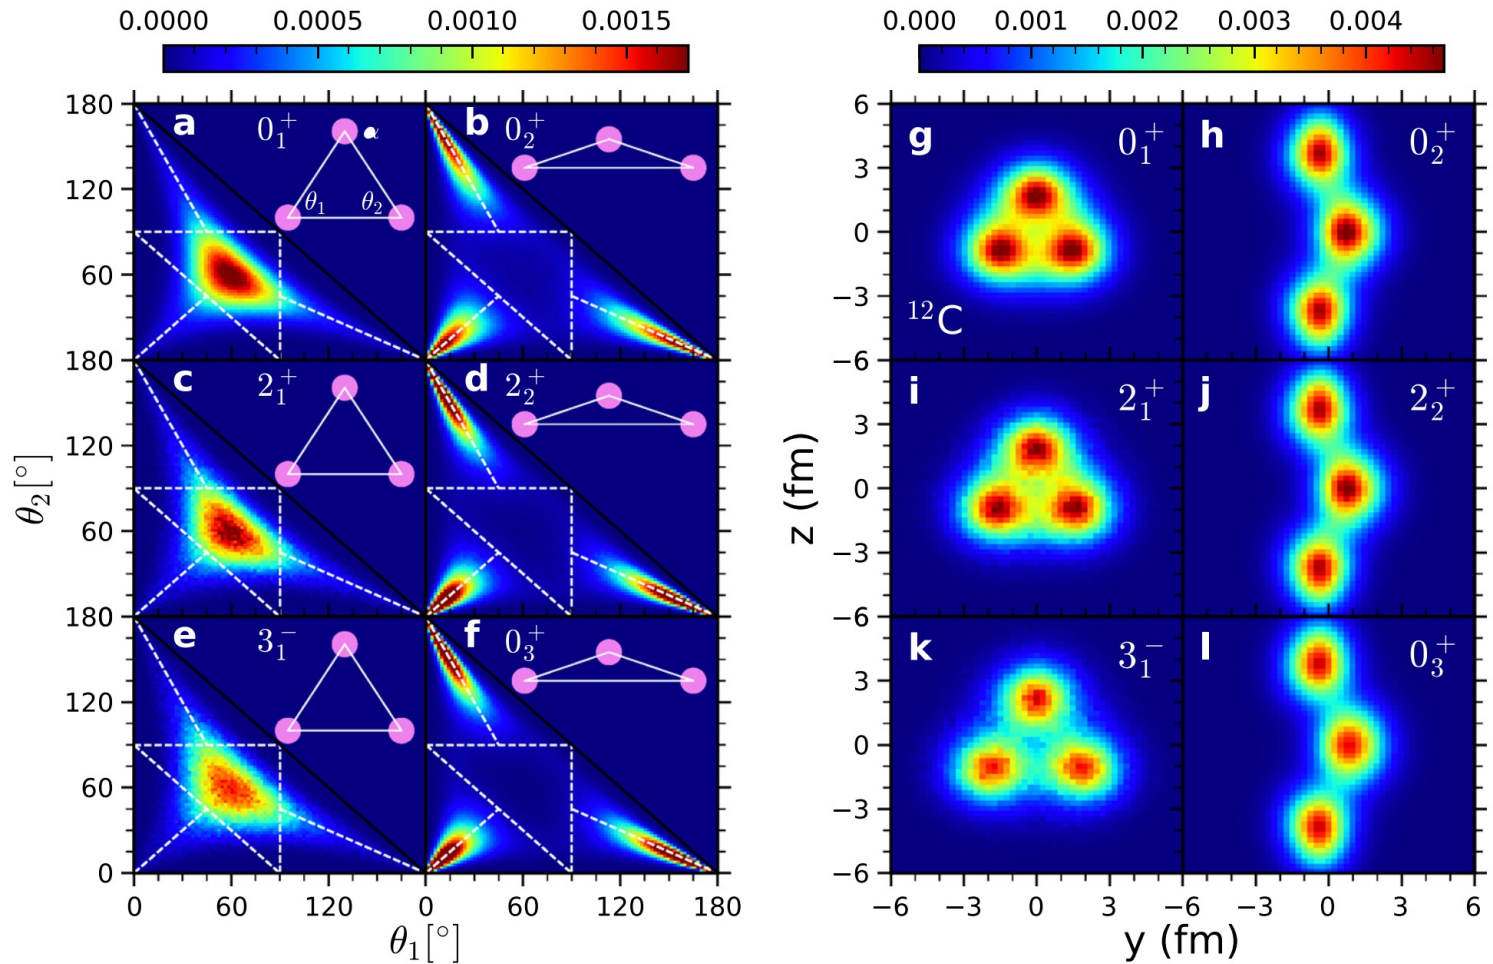 0.0000 0.0005 0.0010 0.0015
0.000 0.001 0.002 0.003 0.004
a 0₁⁺ α θ₁ θ₂
b 0₂⁺
c 2₁⁺
d 2₂⁺
e 3₁⁻
f 0₃⁺
180
120
60
180
120
60
180
120
60
0
θ₂[°]
0 60 120 0 60 120 180
θ₁[°]
g 0₁⁺
¹²C
h 0₂⁺
i 2₁⁺
j 2₂⁺
k 3₁⁻
l 0₃⁺
6
3
0
−3
−6
3
0
−3
−6
3
0
−3
−6
z (fm)
−6 −3 0 3 −6 −3 0 3 6
y (fm)